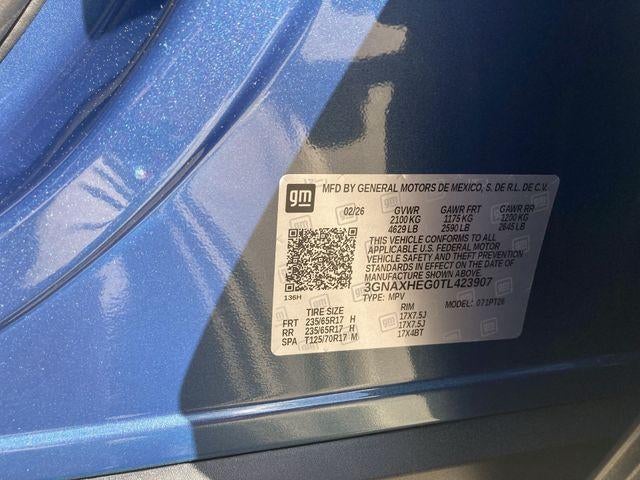 gm MFD BY GENERAL MOTORS DE MEXICO, S. DE R.L. DE C.V.
02/26 GVWR GAWR FRT GAWR RR
2100 KG 1175 KG 1200 KG
4629 LB 2590 LB 2645 LB
THIS VEHICLE CONFORMS TO ALL
APPLICABLE U.S. FEDERAL MOTOR
VEHICLE SAFETY AND THEFT PREVENTION
STANDARDS IN EFFECT ON THE DATE OF
MANUFACTURE SHOWN ABOVE
3GNAXHEG0TL423907
136H
TYPE: MPV MODEL: 071PT26
TIRE SIZE RIM
FRT 235/65R17 H 17X7.5J
RR 235/65R17 H 17X7.5J
SPA T125/70R17 M 17X4BT